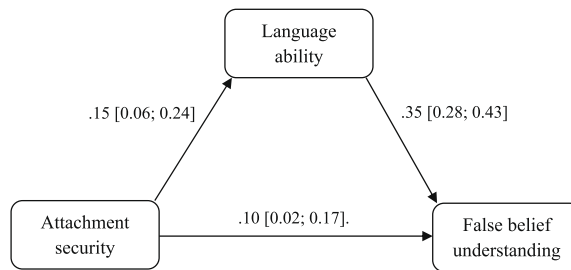 Language
ability
.15 [0.06; 0.24]
.35 [0.28; 0.43]
Attachment
security
.10 [0.02; 0.17].
False belief
understanding